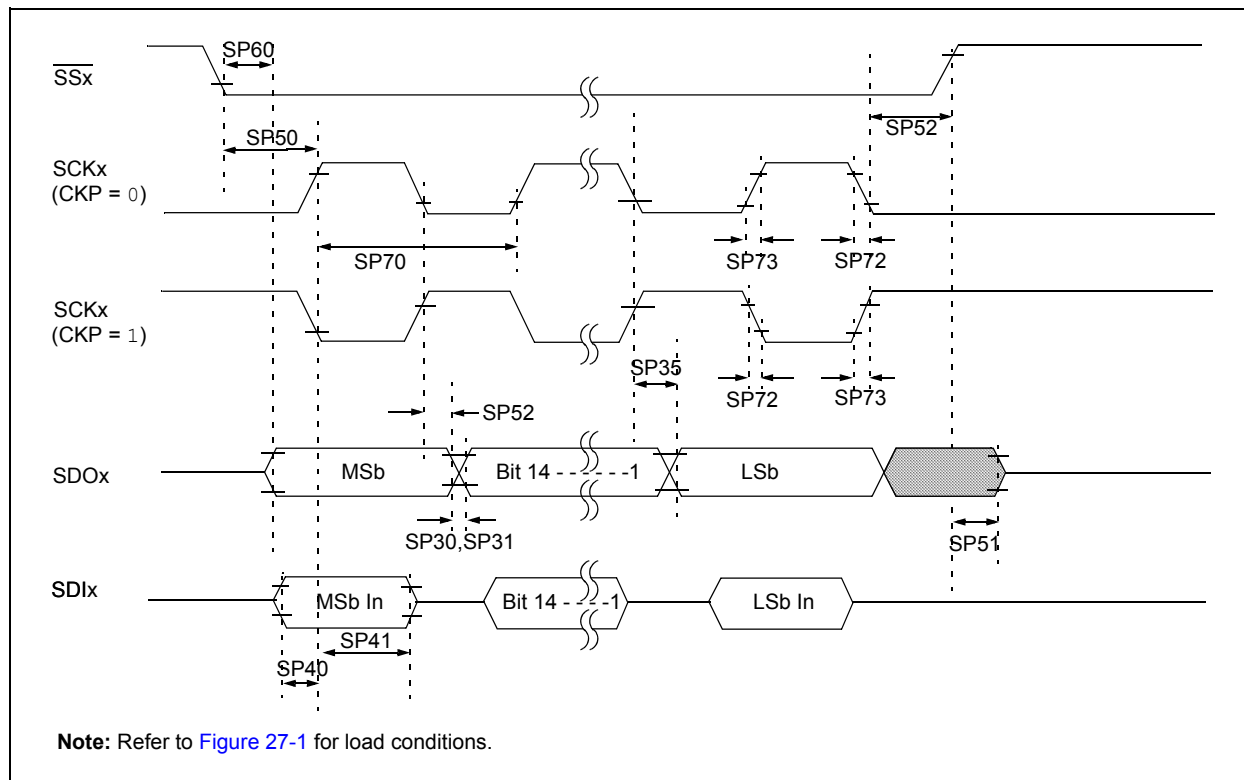 SP60
SSx
SP52
SP50
SCKx
(CKP = 0)
SP70
SP73
SP72
SCKx
(CKP = 1)
SP35
SP72
SP73
SP52
SDOx
MSb
Bit 14 - - - - - -1
LSb
SP30,SP31
SP51
SDIx
MSb In
Bit 14 - - - -1
LSb In
SP41
SP40
Note: Refer to Figure 27-1 for load conditions.